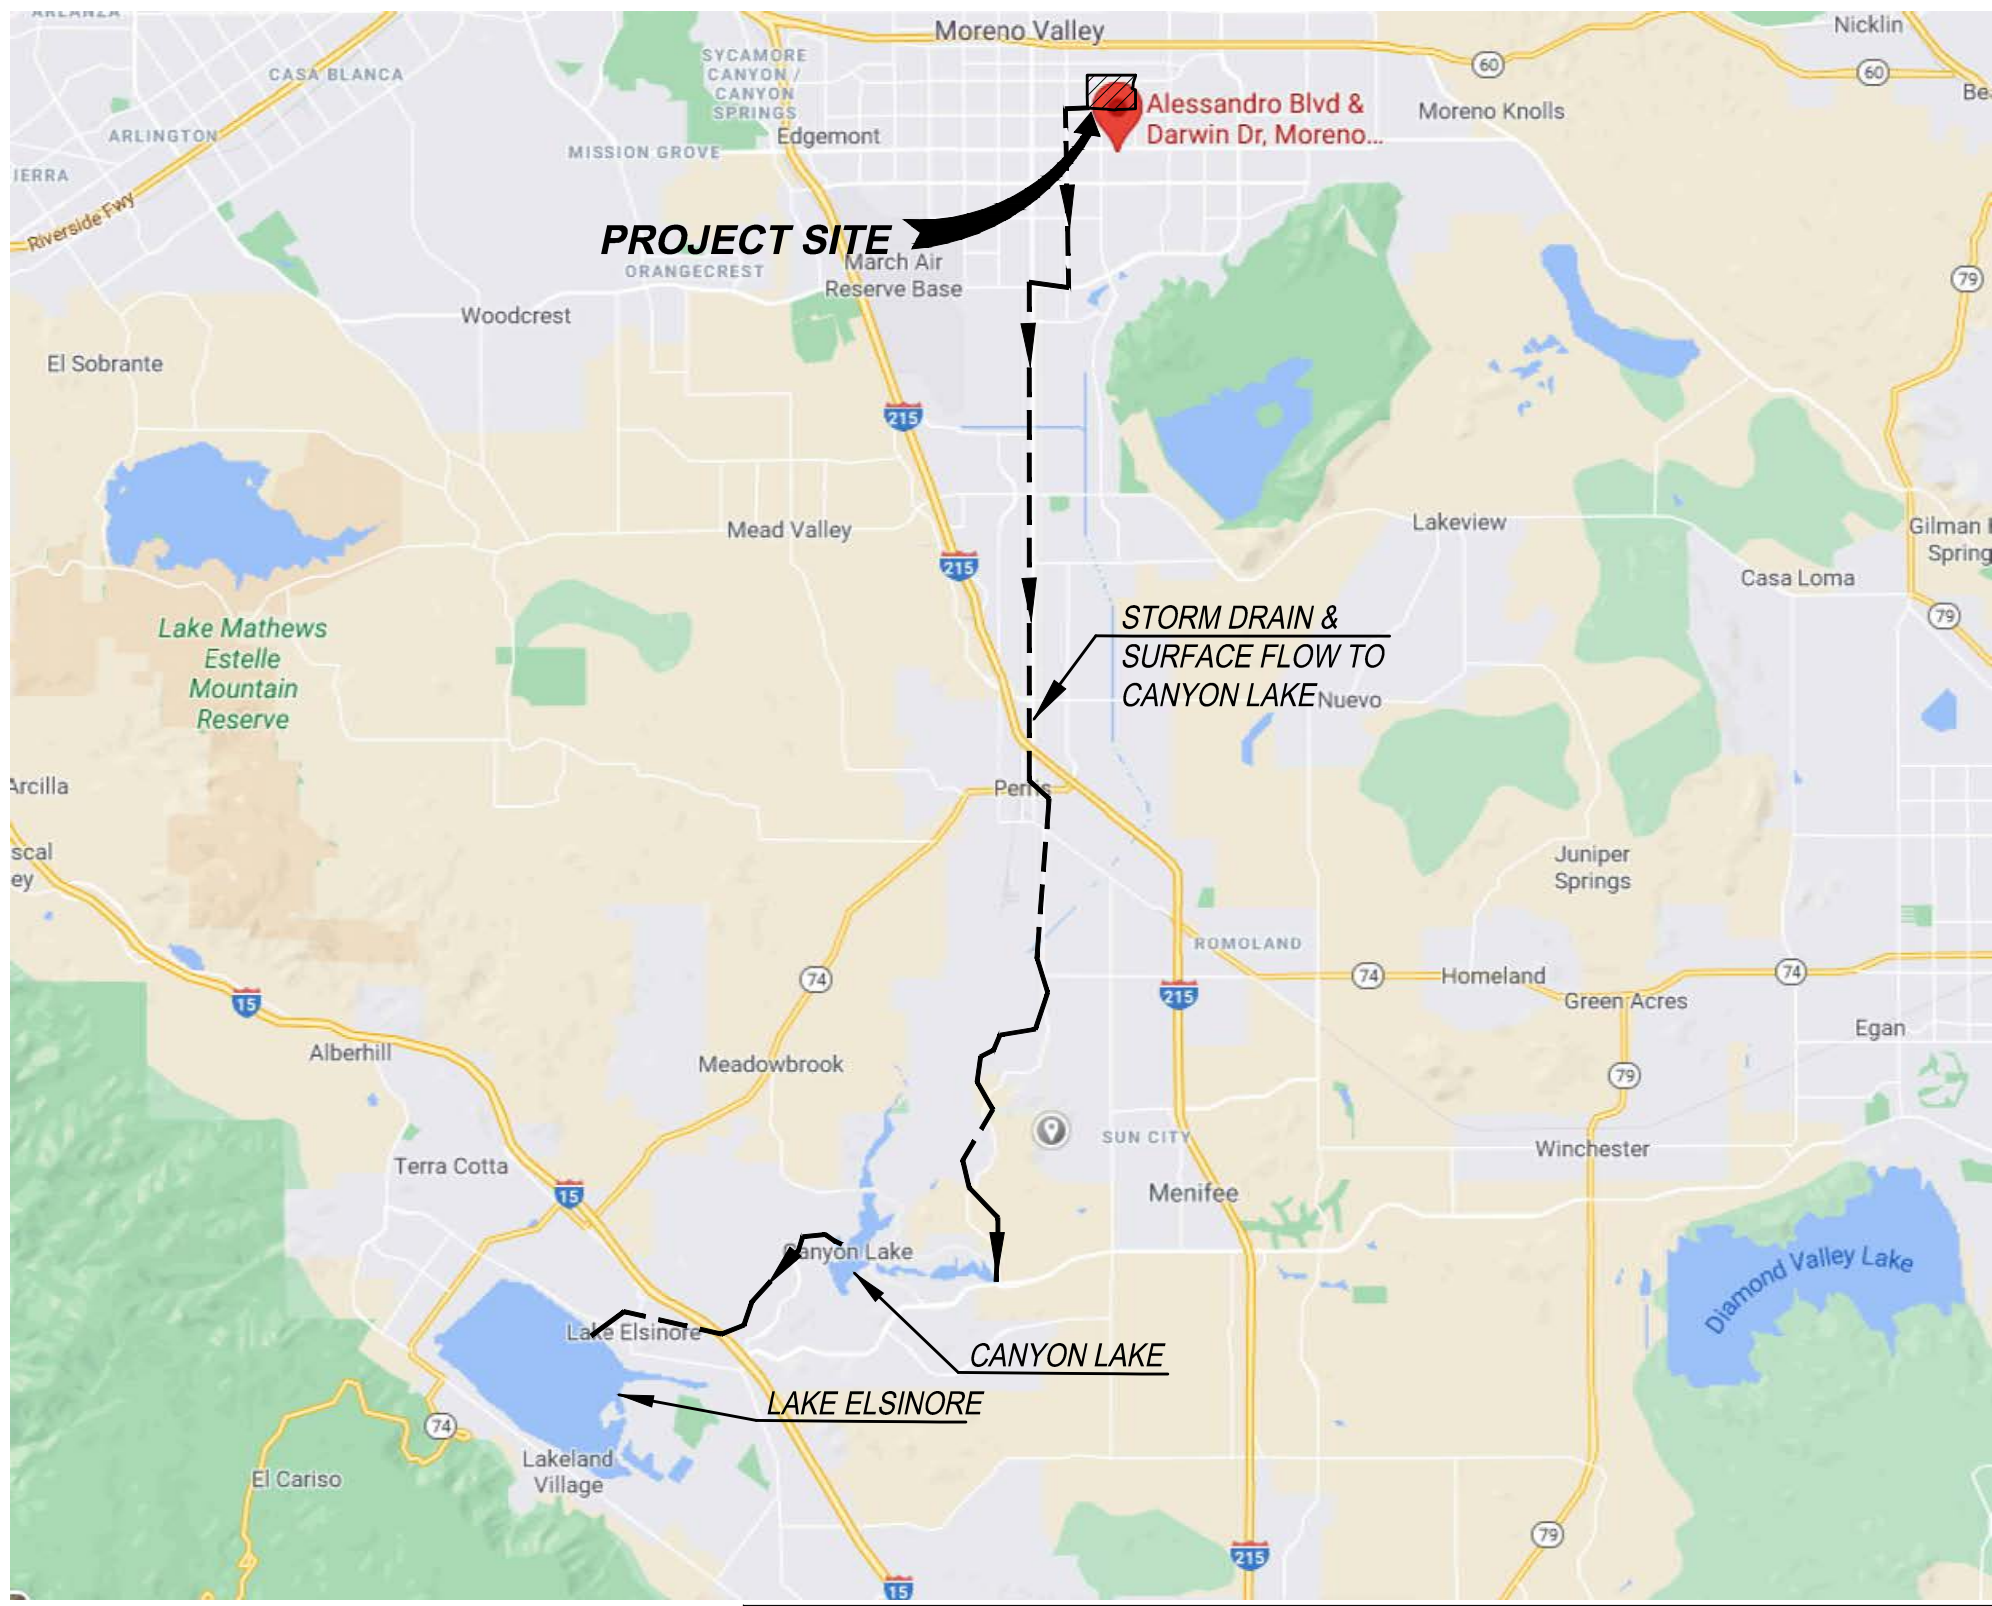 ARLANZA
Moreno Valley
Nicklin
SYCAMORE
CANYON /
CANYON
SPRINGS
CASA BLANCA
60
60
Alessandro Blvd &
Darwin Dr, Moreno...
Moreno Knolls
ARLINGTON
Edgemont
MISSION GROVE
IERRA
Riverside Fwy
PROJECT SITE
March Air
Reserve Base
ORANGECREST
79
Woodcrest
El Sobrante
215
Mead Valley
Lakeview
Gilman
Spring
215
Casa Loma
STORM DRAIN &
SURFACE FLOW TO
CANYON LAKE
79
Lake Mathews
Estelle
Mountain
Reserve
Nuevo
Arcilla
Perris
scal
ey
Juniper
Springs
ROMOLAND
74
74
Homeland
74
215
15
Green Acres
Egan
Alberhill
Meadowbrook
79
SUN CITY
Winchester
Terra Cotta
15
Menifee
Canyon Lake
Diamond Valley Lake
Lake Elsinore
CANYON LAKE
LAKE ELSINORE
74
Lakeland
Village
El Cariso
79
215
15